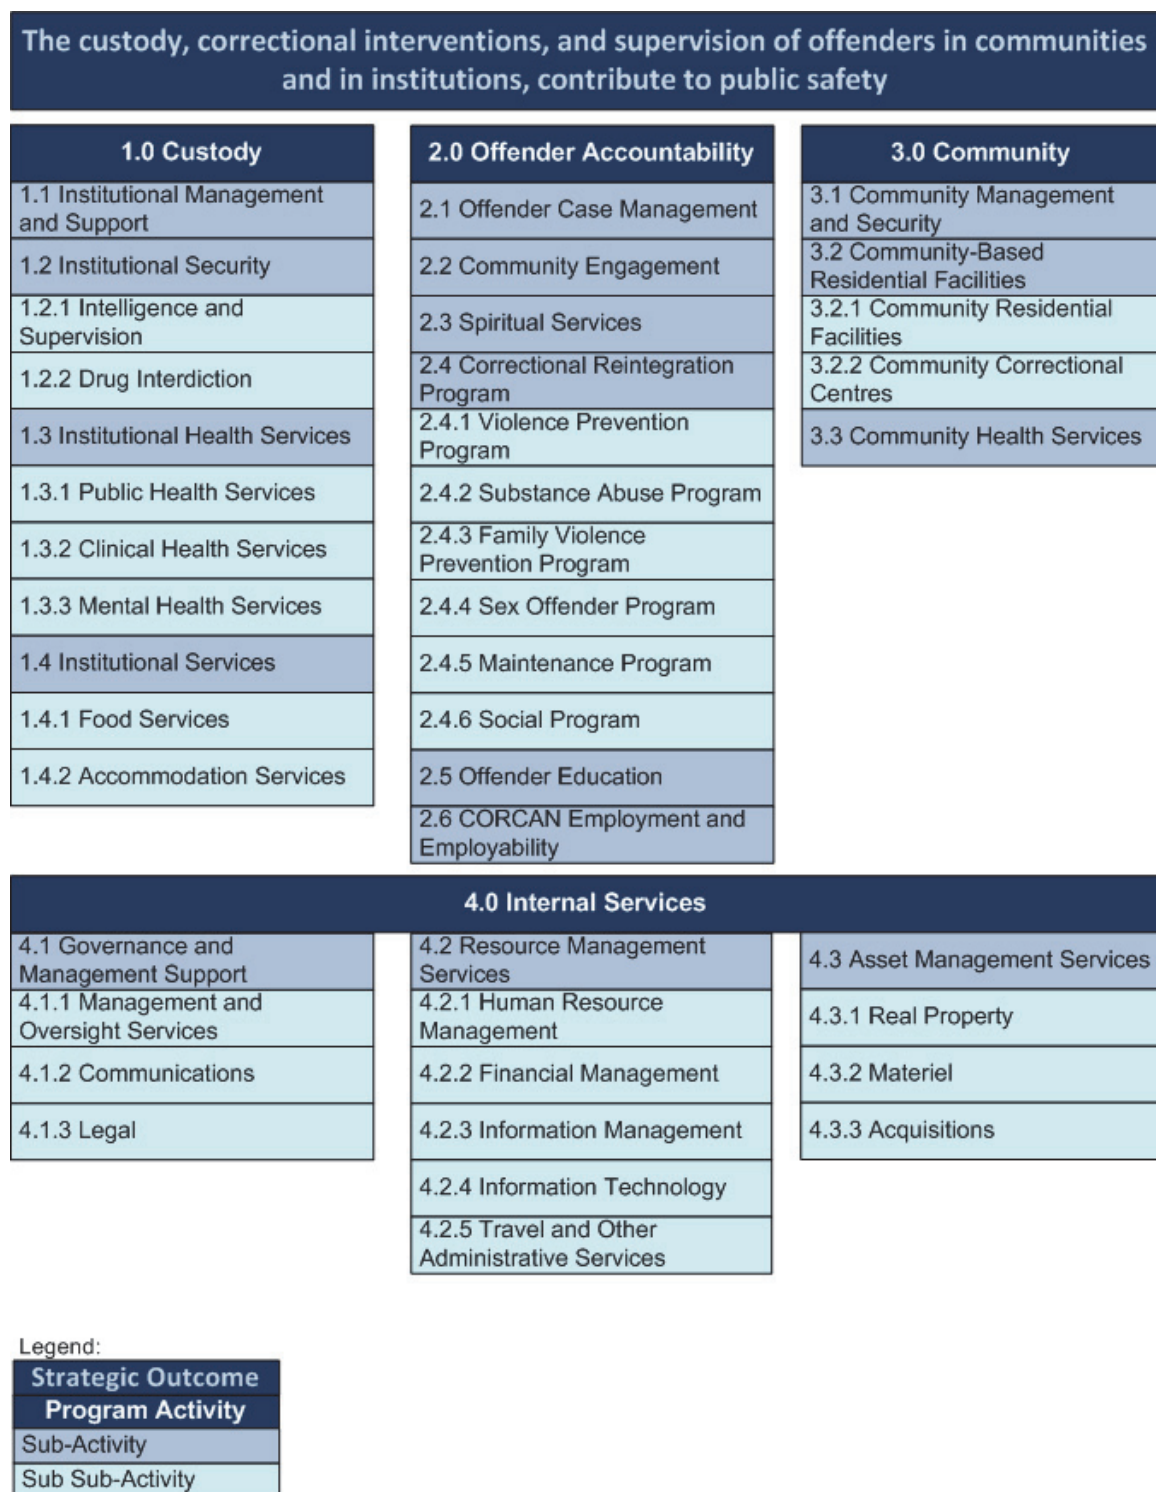 The custody, correctional interventions, and supervision of offenders in communities
and in institutions, contribute to public safety
1.0 Custody
1.1 Institutional Management
and Support
1.2 Institutional Security
1.2.1 Intelligence and
Supervision
1.2.2 Drug Interdiction
1.3 Institutional Health Services
1.3.1 Public Health Services
1.3.2 Clinical Health Services
1.3.3 Mental Health Services
1.4 Institutional Services
1.4.1 Food Services
1.4.2 Accommodation Services
2.0 Offender Accountability
2.1 Offender Case Management
2.2 Community Engagement
2.3 Spiritual Services
2.4 Correctional Reintegration
Program
2.4.1 Violence Prevention
Program
2.4.2 Substance Abuse Program
2.4.3 Family Violence
Prevention Program
2.4.4 Sex Offender Program
2.4.5 Maintenance Program
2.4.6 Social Program
2.5 Offender Education
2.6 CORCAN Employment and
Employability
3.0 Community
3.1 Community Management
and Security
3.2 Community-Based
Residential Facilities
3.2.1 Community Residential
Facilities
3.2.2 Community Correctional
Centres
3.3 Community Health Services
4.0 Internal Services
4.1 Governance and
Management Support
4.1.1 Management and
Oversight Services
4.1.2 Communications
4.1.3 Legal
4.2 Resource Management
Services
4.2.1 Human Resource
Management
4.2.2 Financial Management
4.2.3 Information Management
4.2.4 Information Technology
4.2.5 Travel and Other
Administrative Services
4.3 Asset Management Services
4.3.1 Real Property
4.3.2 Materiel
4.3.3 Acquisitions
Legend:
Strategic Outcome
Program Activity
Sub-Activity
Sub Sub-Activity